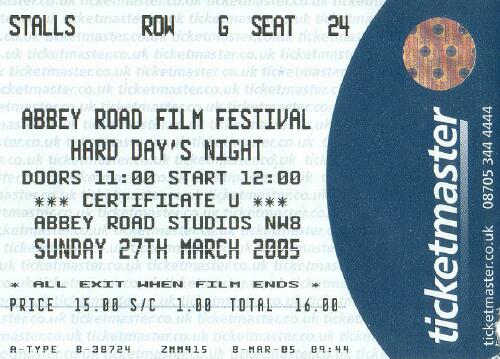 STALLS ROW G SEAT 24
ABBEY ROAD FILM FESTIVAL
HARD DAY'S NIGHT
DOORS 11:00 START 12:00
*** CERTIFICATE U ***
ABBEY ROAD STUDIOS NW8
SUNDAY 27TH MARCH 2005
* ALL EXIT WHEN FILM ENDS *
PRICE 15.00 S/C 1.00 TOTAL 16.00
A-TYPE B-38724 ZMM415 8-MAR-05 09:44
ticketmaster
ticketmaster.co.uk 08705 344 4444